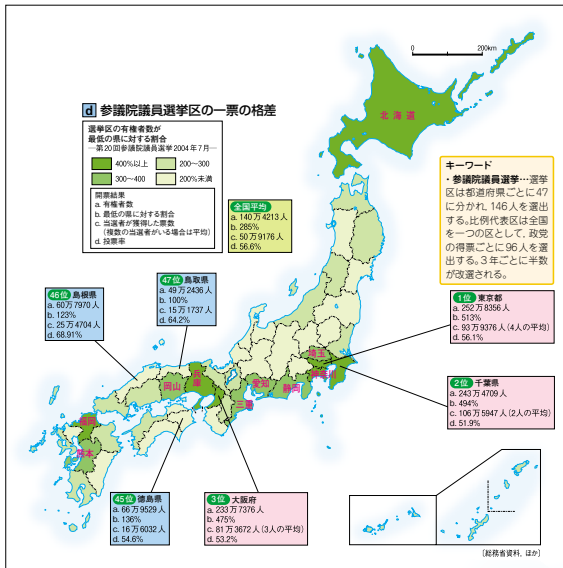 0 200km
d 参議院議員選挙区の一票の格差
選挙区の有権者数が
最低の県に対する割合
―第20回参議院議員選挙2004年7月―
400%以上 200~300
300~400 200%未満
開票結果
a. 有権者数
b. 最低の県に対する割合
c. 当選者が獲得した票数
(複数の当選者がいる場合は平均)
d. 投票率
全国平均
a. 140万4213人
b. 285%
c. 50万9176人
d. 56.6%
北海道
キーワード
・参議院議員選挙…選挙
区は都道府県ごとに47
に分かれ、146人を選出
する。比例代表区は全国
を一つの区として、政党
の得票ごとに96人を選
出する。3年ごとに半数
が改選される。
47位 鳥取県
a. 49万2436人
b. 100%
c. 15万1737人
d. 64.2%
46位 島根県
a. 60万7970人
b. 123%
c. 25万4704人
d. 68.91%
1位 東京都
a. 252万8356人
b. 513%
c. 93万9376人(4人の平均)
d. 56.1%
埼玉
神奈川
兵庫
岡山
愛知
静岡
三重
福岡
熊本
2位 千葉県
a. 243万4709人
b. 494%
c. 106万5947人(2人の平均)
d. 51.9%
45位 徳島県
a. 66万9529人
b. 136%
c. 16万6032人
d. 54.6%
3位 大阪府
a. 233万7376人
b. 475%
c. 81万3672人(3人の平均)
d. 53.2%
〔総務省資料、ほか〕